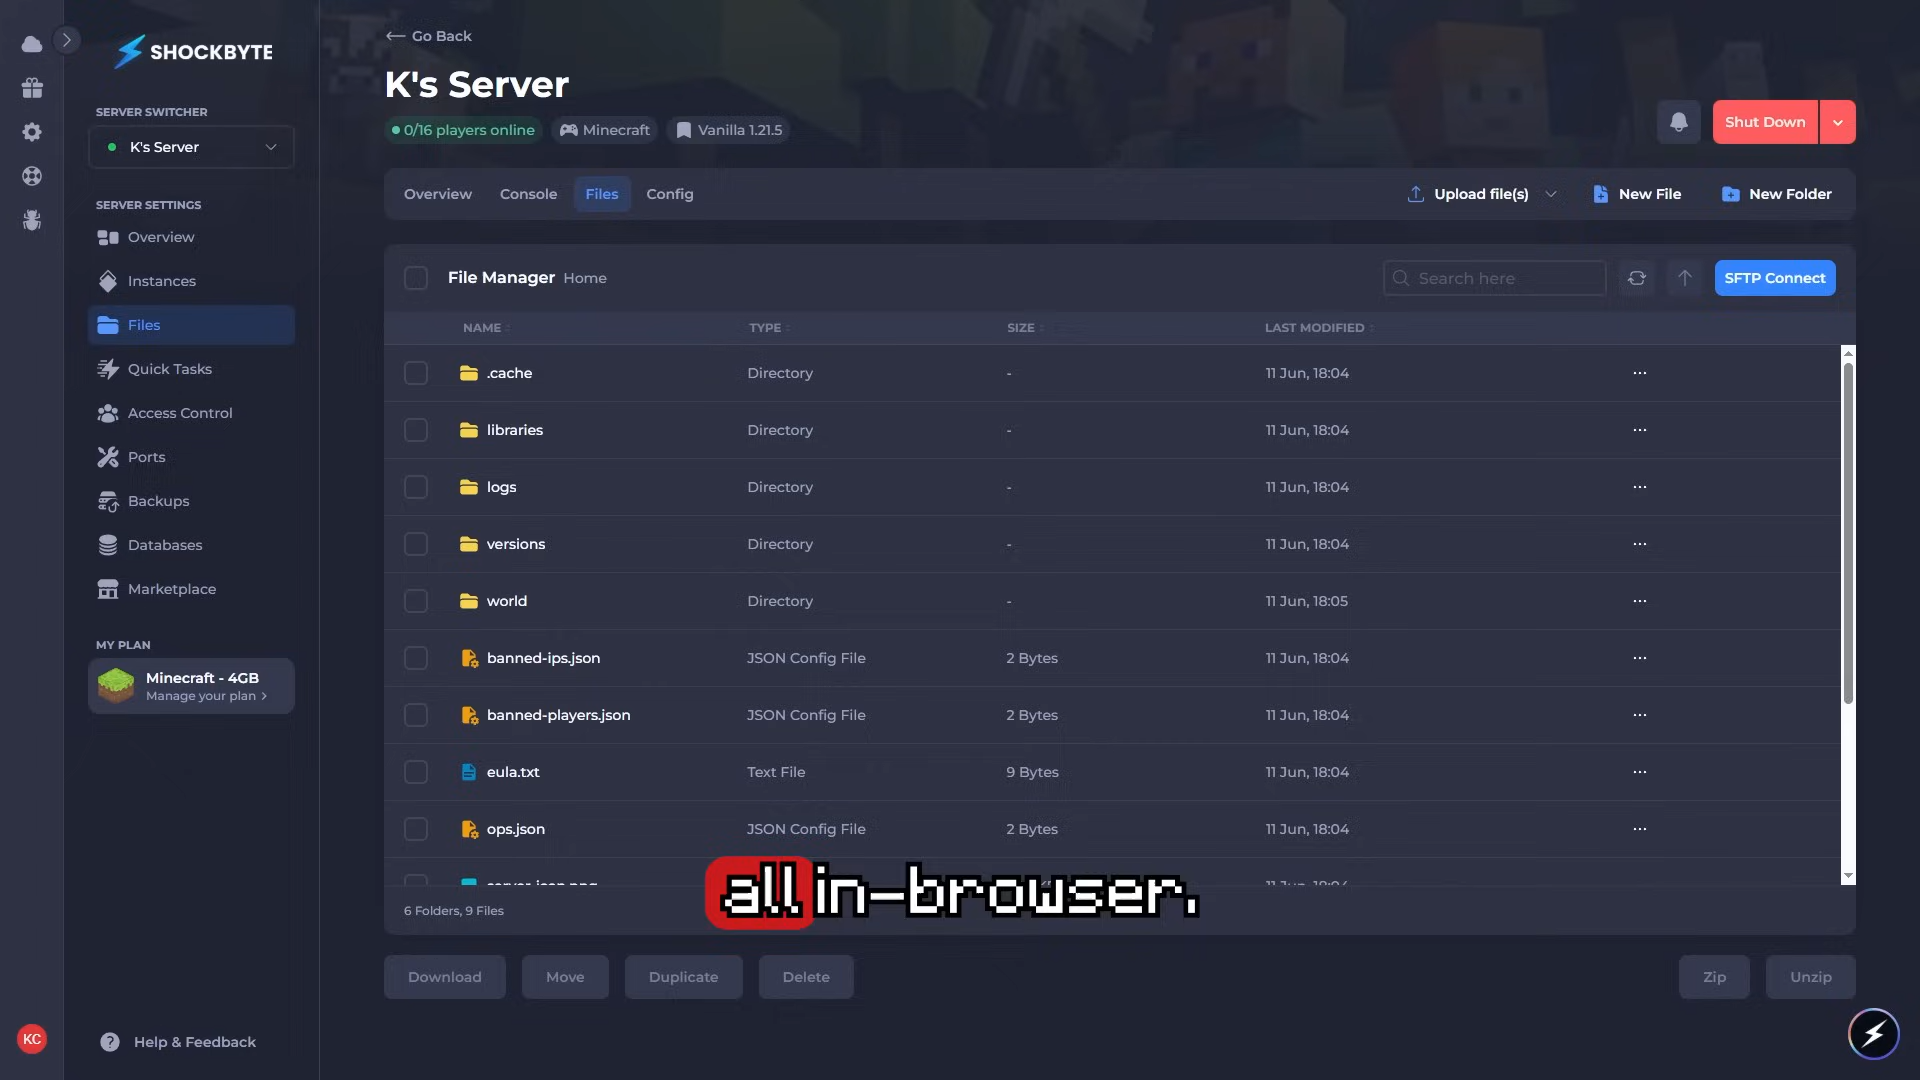 Go Back
SHOCKBYTE
K's Server
SERVER SWITCHER
0/16 players online Minecraft Vanilla 1.21.5
Shut Down
K's Server
Overview Console Files Config Upload file(s) New File New Folder
SERVER SETTINGS
Overview
Instances
Files
Quick Tasks
Access Control
Ports
Backups
Databases
Marketplace
MY PLAN
Minecraft - 4GB
Manage your plan
File Manager Home Search here SFTP Connect
NAME TYPE SIZE LAST MODIFIED
.cache Directory - 11 Jun, 18:04 ...
libraries Directory - 11 Jun, 18:04 ...
logs Directory - 11 Jun, 18:04 ...
versions Directory - 11 Jun, 18:04 ...
world Directory - 11 Jun, 18:05 ...
banned-ips.json JSON Config File 2 Bytes 11 Jun, 18:04 ...
banned-players.json JSON Config File 2 Bytes 11 Jun, 18:04 ...
eula.txt Text File 9 Bytes 11 Jun, 18:04 ...
ops.json JSON Config File 2 Bytes 11 Jun, 18:04 ...
all in-browser.
6 Folders, 9 Files
Download Move Duplicate Delete Zip Unzip
KC
? Help & Feedback